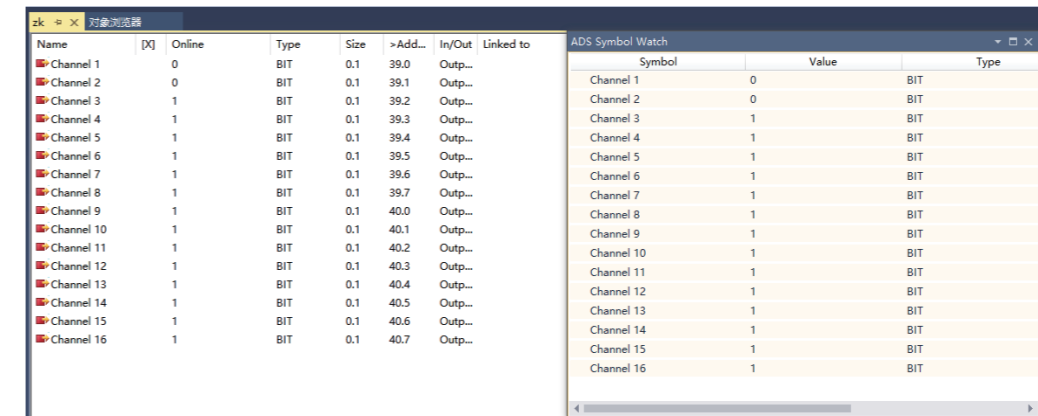 zk 对象浏览器
Name [X] Online Type Size >Add... In/Out Linked to
Channel 1 0 BIT 0.1 39.0 Outp...
Channel 2 0 BIT 0.1 39.1 Outp...
Channel 3 1 BIT 0.1 39.2 Outp...
Channel 4 1 BIT 0.1 39.3 Outp...
Channel 5 1 BIT 0.1 39.4 Outp...
Channel 6 1 BIT 0.1 39.5 Outp...
Channel 7 1 BIT 0.1 39.6 Outp...
Channel 8 1 BIT 0.1 39.7 Outp...
Channel 9 1 BIT 0.1 40.0 Outp...
Channel 10 1 BIT 0.1 40.1 Outp...
Channel 11 1 BIT 0.1 40.2 Outp...
Channel 12 1 BIT 0.1 40.3 Outp...
Channel 13 1 BIT 0.1 40.4 Outp...
Channel 14 1 BIT 0.1 40.5 Outp...
Channel 15 1 BIT 0.1 40.6 Outp...
Channel 16 1 BIT 0.1 40.7 Outp...
ADS Symbol Watch
Symbol Value Type
Channel 1 0 BIT
Channel 2 0 BIT
Channel 3 1 BIT
Channel 4 1 BIT
Channel 5 1 BIT
Channel 6 1 BIT
Channel 7 1 BIT
Channel 8 1 BIT
Channel 9 1 BIT
Channel 10 1 BIT
Channel 11 1 BIT
Channel 12 1 BIT
Channel 13 1 BIT
Channel 14 1 BIT
Channel 15 1 BIT
Channel 16 1 BIT